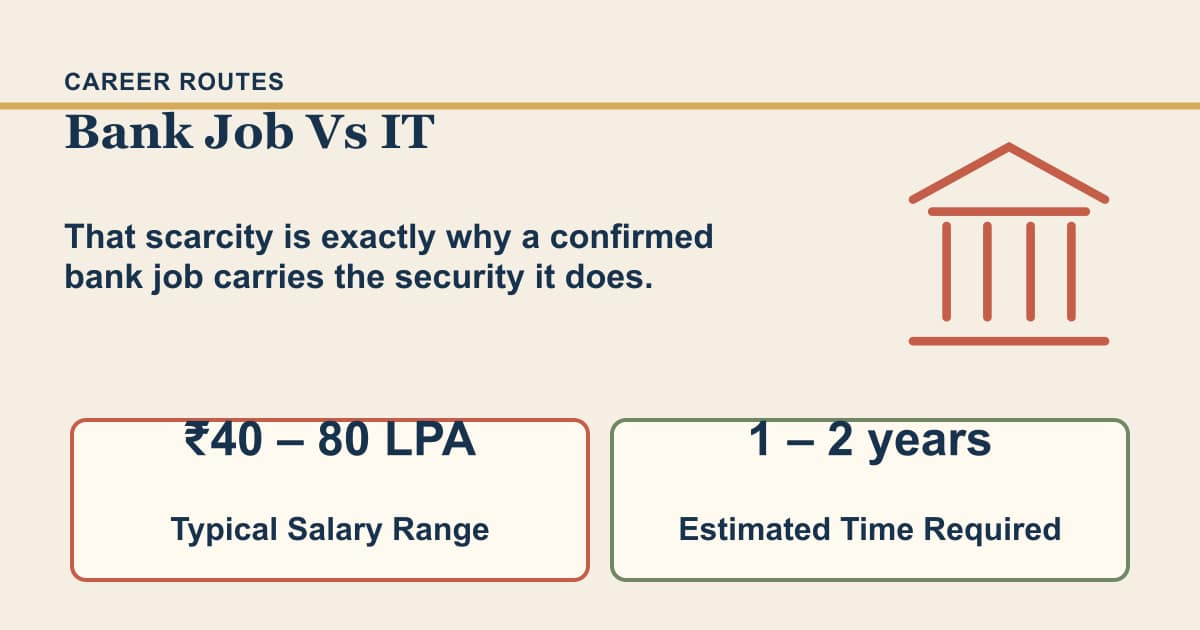 CAREER ROUTES
Bank Job Vs IT
That scarcity is exactly why a confirmed
bank job carries the security it does.
₹40 – 80 LPA
Typical Salary Range
1 – 2 years
Estimated Time Required